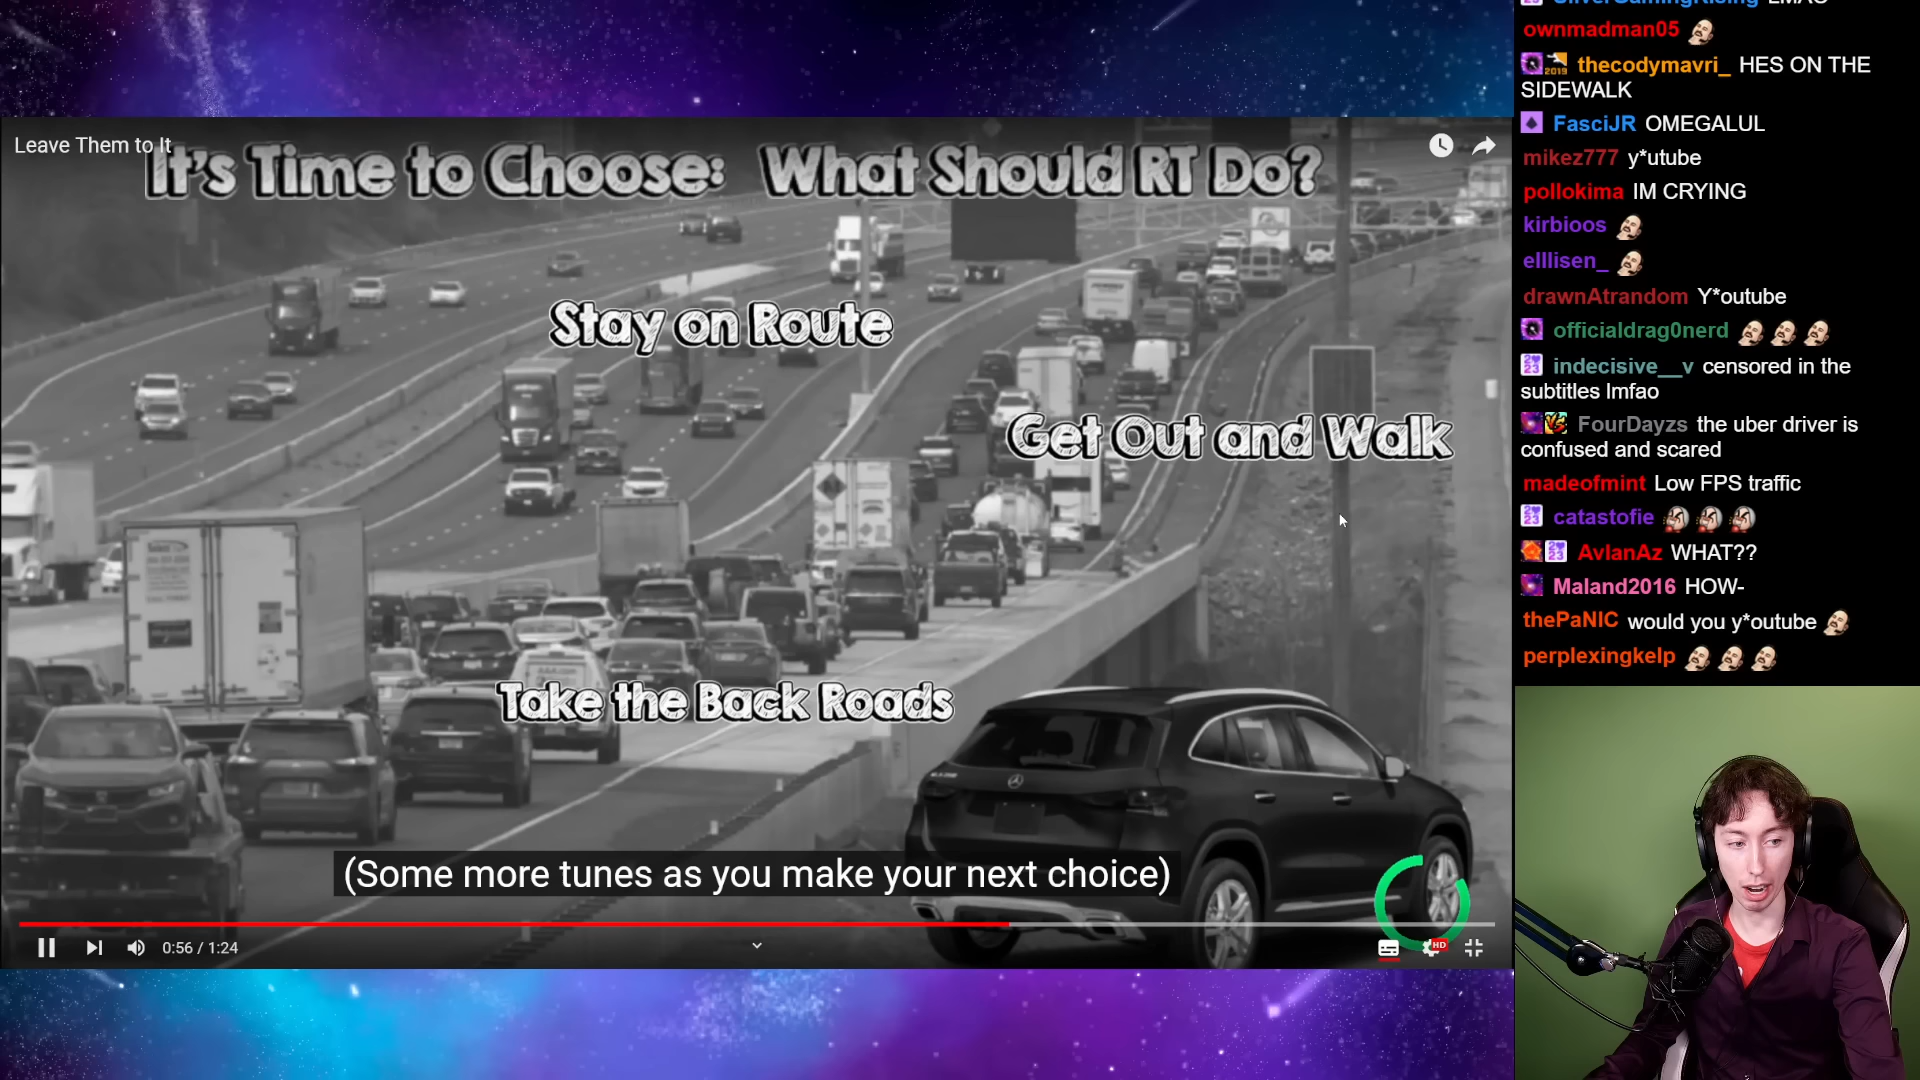 Leave Them to It
It's Time to Choose: What Should RT Do?
Stay on Route
Get Out and Walk
Take the Back Roads
(Some more tunes as you make your next choice)
0:56 / 1:24
HD
ownmadman05
2019 thecodymavri_ HES ON THE
SIDEWALK
FasciJR OMEGALUL
mikez777 y*utube
pollokima IM CRYING
kirbioos
elllisen_
drawnAtrandom Y*outube
officialdrag0nerd
indecisive__v censored in the
subtitles lmfao
FourDayzs the uber driver is
confused and scared
madeofmint Low FPS traffic
catastofie
AvlanAz WHAT??
Maland2016 HOW-
thePaNIC would you y*outube
perplexingkelp